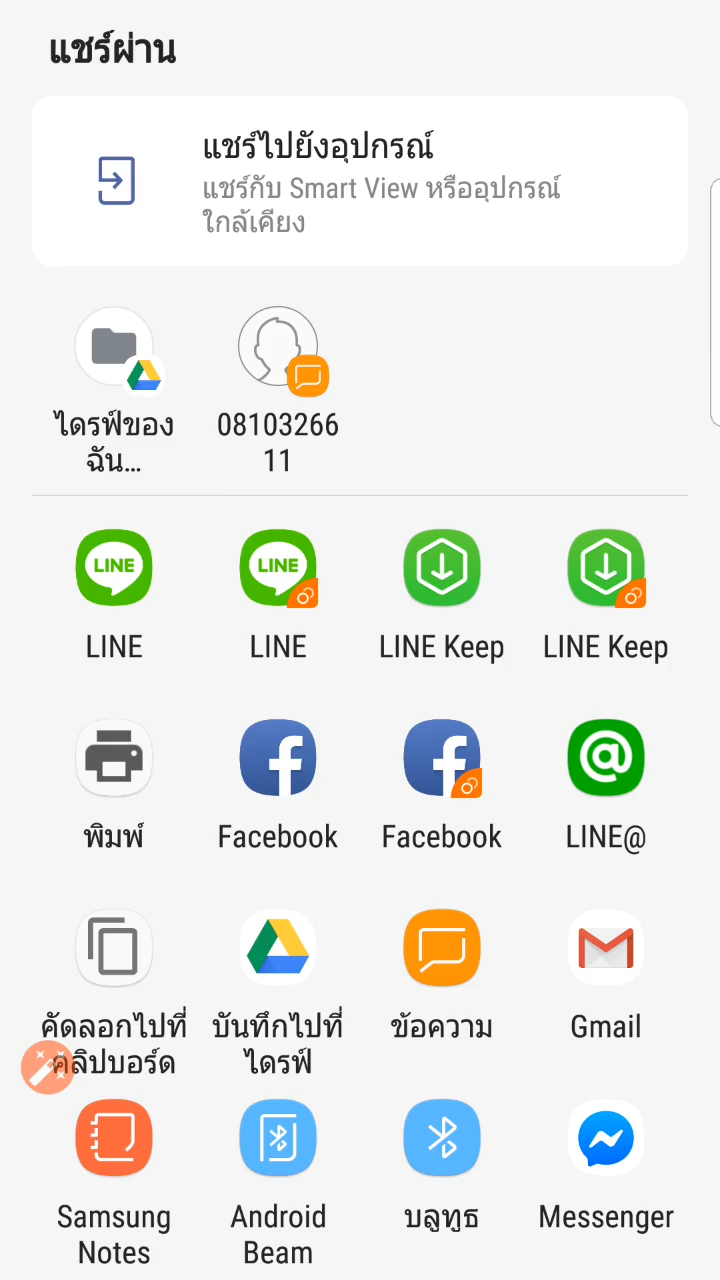 แชร์ผ่าน
แชร์ไปยังอุปกรณ์
แชร์กับ Smart View หรืออุปกรณ์
ใกล้เคียง
ไดรฟ์ของ
ฉัน...
08103266
11
LINE
LINE
LINE
LINE
LINE Keep
LINE Keep
พิมพ์
Facebook
Facebook
LINE@
คัดลอกไปที่
คลิปบอร์ด
บันทึกไปที่
ไดรฟ์
ข้อความ
Gmail
Samsung
Notes
Android
Beam
บลูทูธ
Messenger